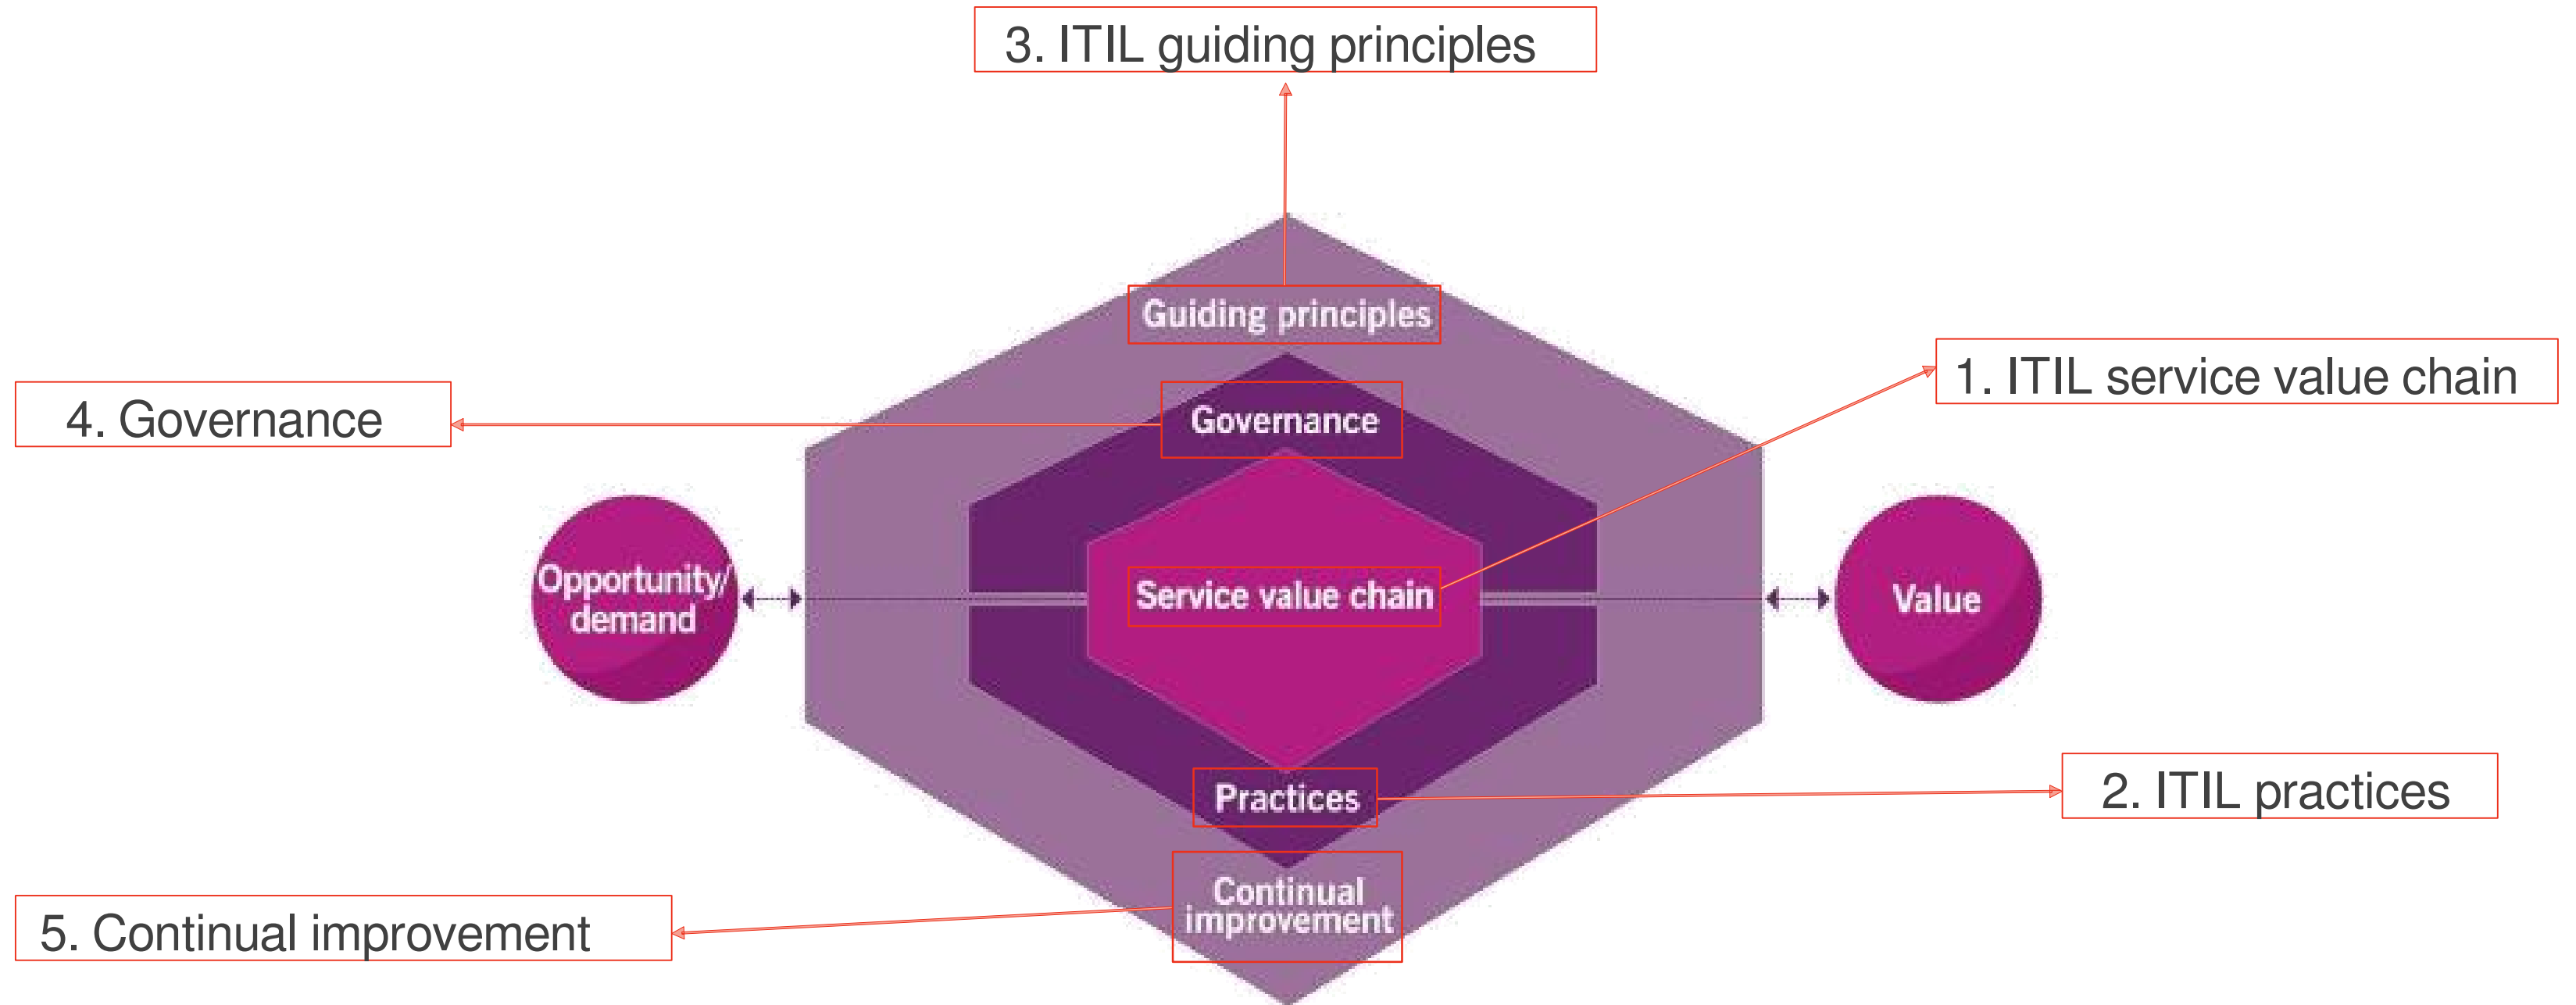 3. ITIL guiding principles
Guiding principles
1. ITIL service value chain
4. Governance
Governance
Opportunity/
demand
Service value chain
Value
Practices
2. ITIL practices
Continual
improvement
5. Continual improvement